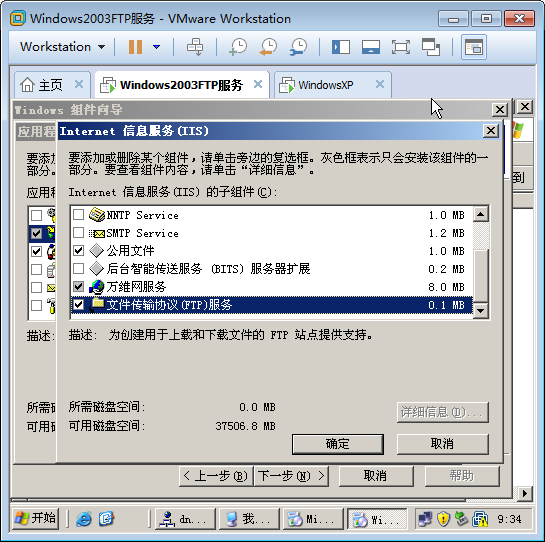 Windows2003FTP服务 - VMware Workstation
Workstation
主页
Windows2003FTP服务
WindowsXP
Windows 组件向导
应用程
Internet 信息服务(IIS)
要添
部分。
要添加或删除某个组件，请单击旁边的复选框。灰色框表示只会安装该组件的一
部分。要查看组件内容，请单击“详细信息”。
到
应用程
Internet 信息服务(IIS) 的子组件(C):
NNTP Service 1.0 MB
SMTP Service 1.2 MB
公用文件 1.0 MB
后台智能传送服务 (BITS) 服务器扩展 0.2 MB
万维网服务 8.0 MB
文件传输协议(FTP)服务 0.1 MB
描述:
描述: 为创建用于上载和下载文件的 FTP 站点提供支持。
所需磁
所需磁盘空间: 0.0 MB
详细信息(D)...
可用磁
可用磁盘空间: 37506.8 MB
确定
取消
< 上一步(B)
下一步(N) >
取消
帮助
开始
dn...
我...
Mi...
Wi...
9:34